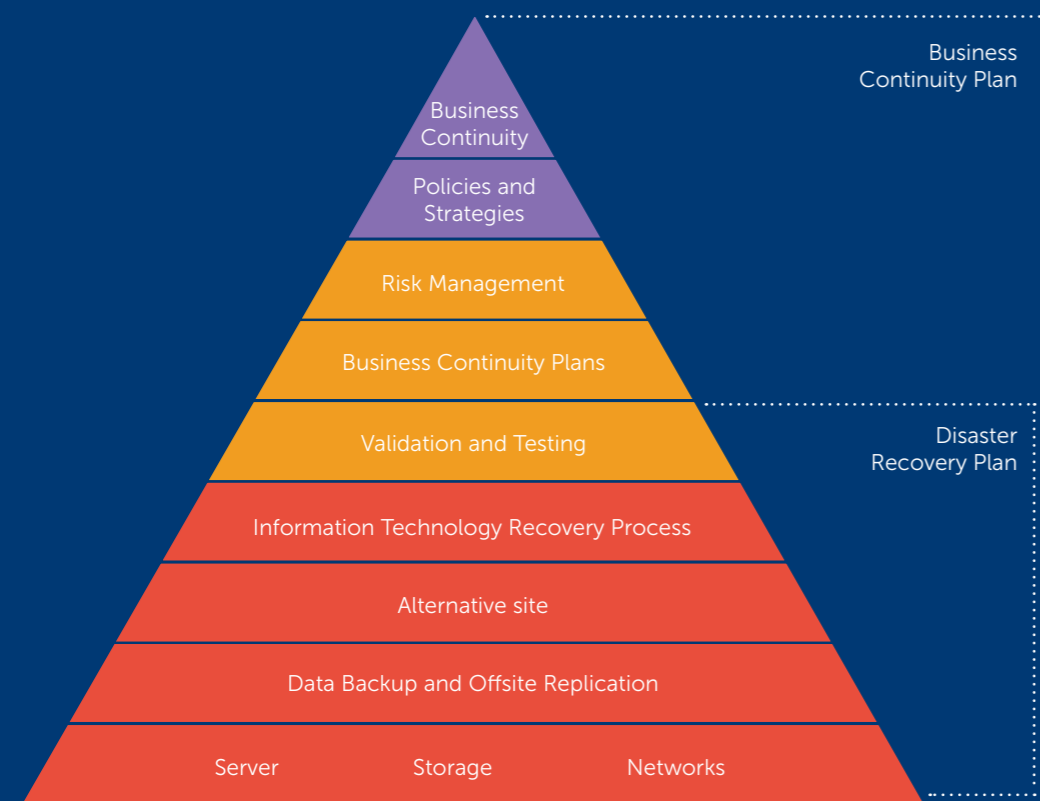 Business
Continuity Plan
Business
Continuity
Policies and
Strategies
Risk Management
Business Continuity Plans
Validation and Testing
Disaster
Recovery Plan
Information Technology Recovery Process
Alternative site
Data Backup and Offsite Replication
Server Storage Networks